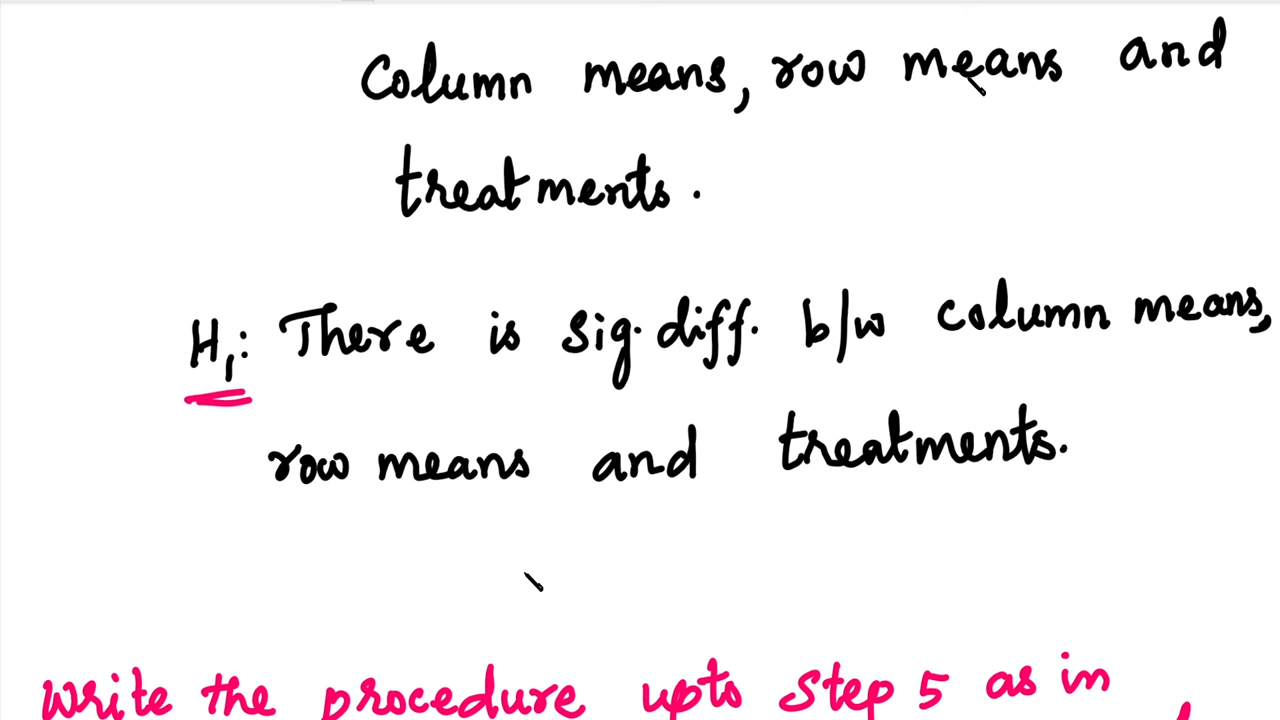 Column means, row means and
treatments.
H₁: There is sig. diff. b/w column means,
row means and treatments.
Write the procedure upto Step 5 as in